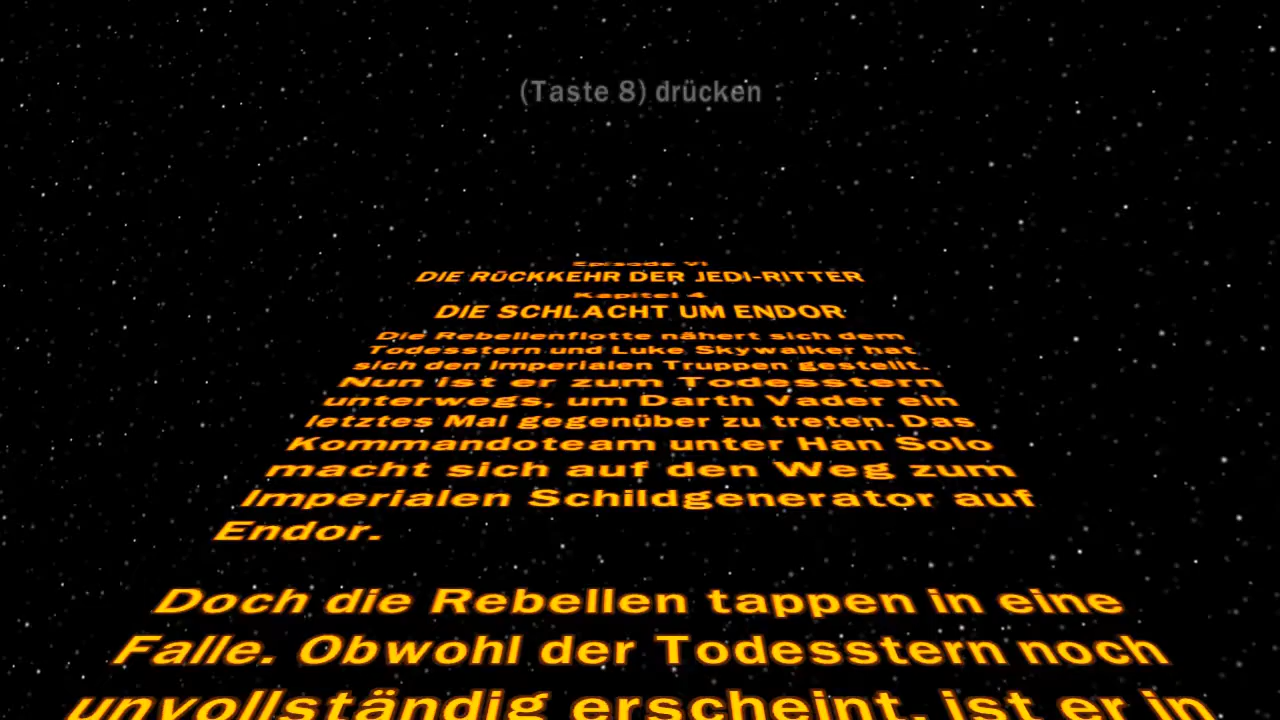 (Taste 8) drücken
Episode VI
DIE RÜCKKEHR DER JEDI-RITTER
Kapitel 4
DIE SCHLACHT UM ENDOR
Die Rebellenflotte nähert sich dem
Todesstern und Luke Skywalker hat
sich den Imperialen Truppen gestellt.
Nun ist er zum Todesstern
unterwegs, um Darth Vader ein
letztes Mal gegenüber zu treten. Das
Kommandoteam unter Han Solo
macht sich auf den Weg zum
Imperialen Schildgenerator auf
Endor.
Doch die Rebellen tappen in eine
Falle. Obwohl der Todesstern noch
unvollständig erscheint, ist er in